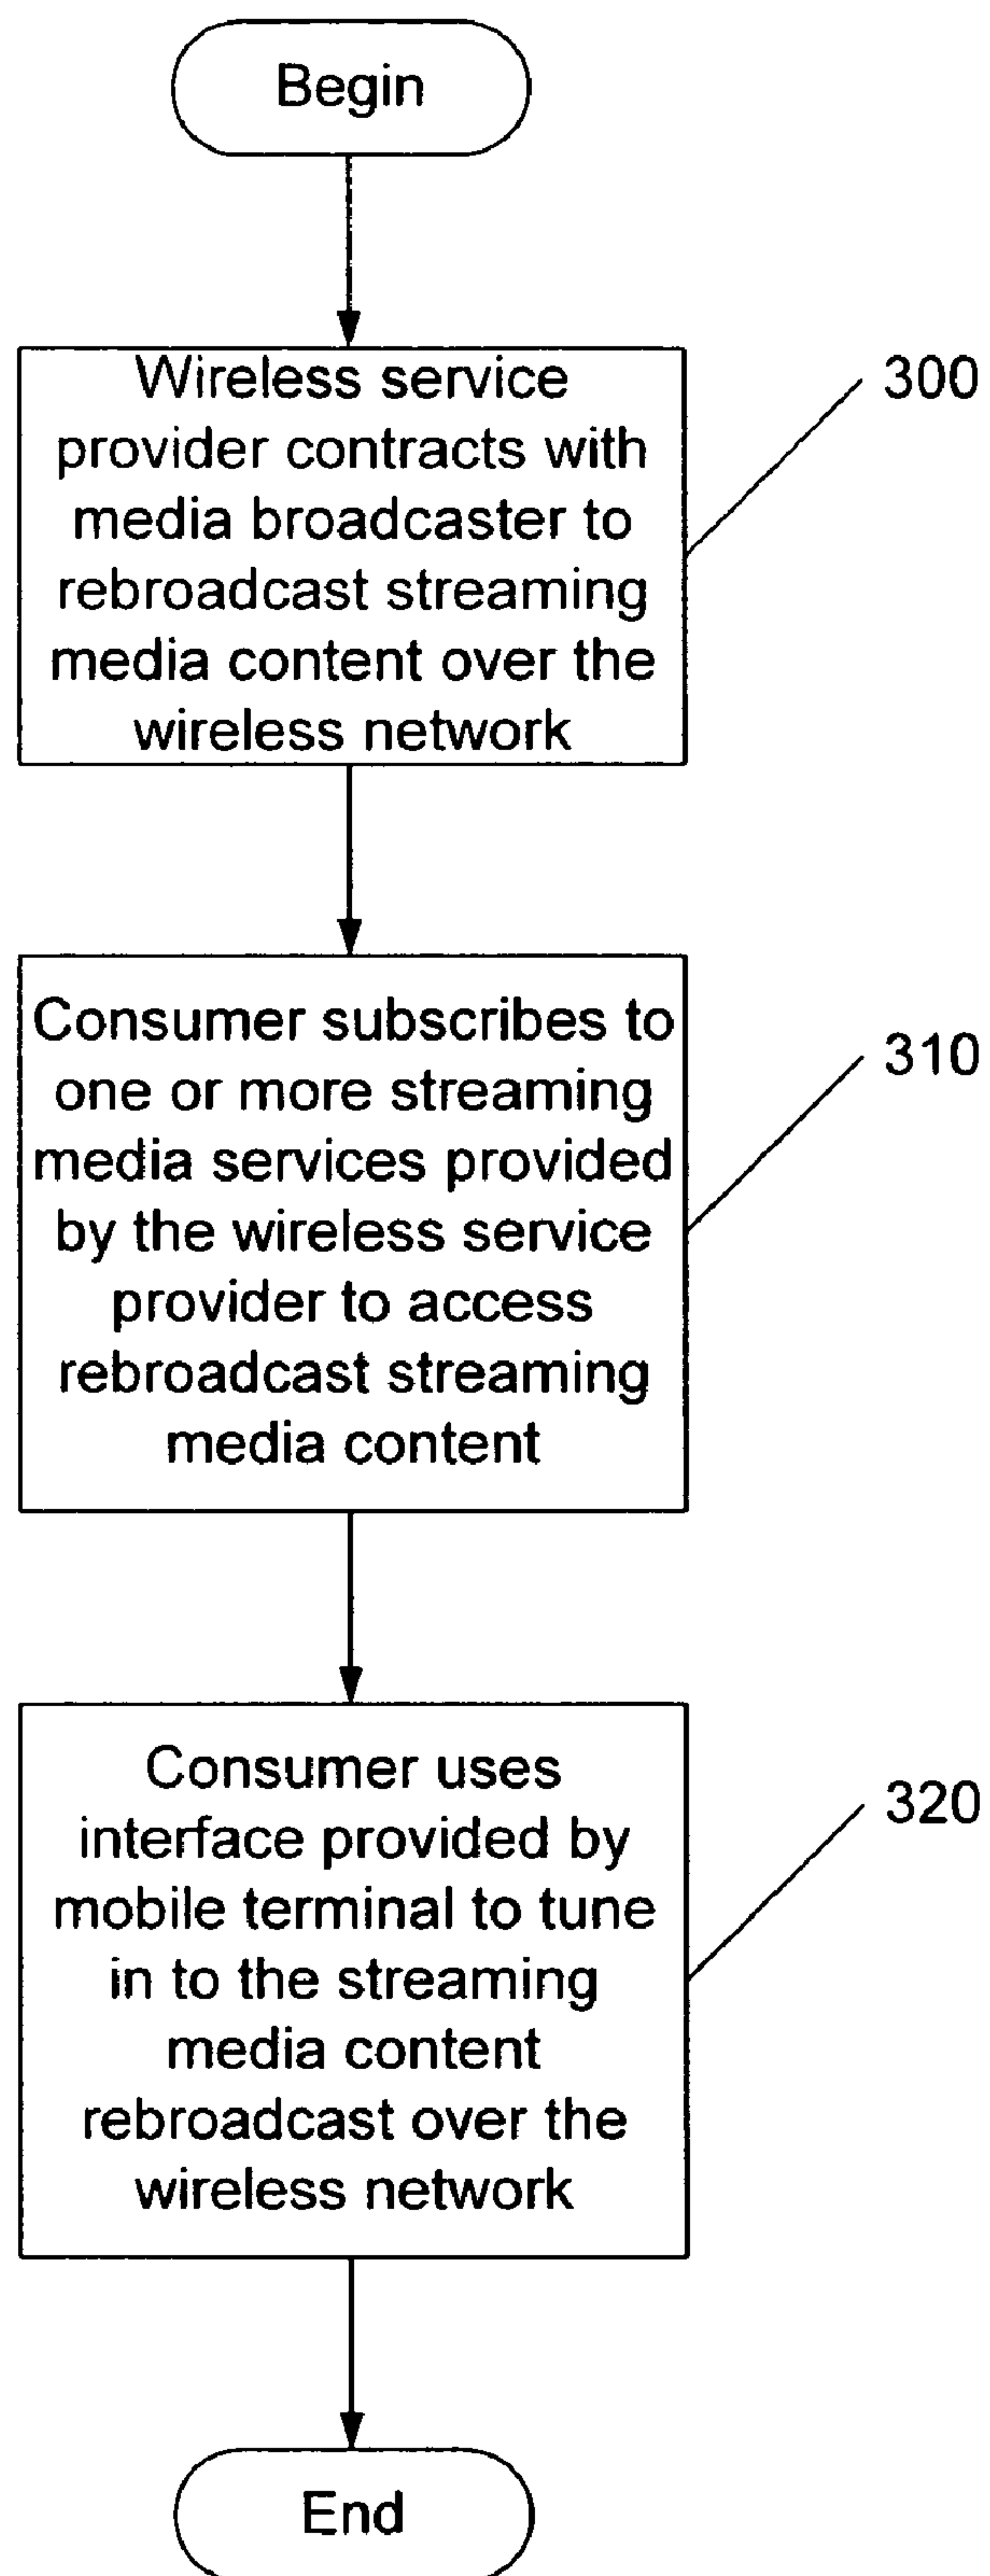 Begin
Wireless service
provider contracts with
media broadcaster to
rebroadcast streaming
media content over the
wireless network
300
Consumer subscribes to
one or more streaming
media services provided
by the wireless service
provider to access
rebroadcast streaming
media content
310
Consumer uses
interface provided by
mobile terminal to tune
in to the streaming
media content
rebroadcast over the
wireless network
320
End